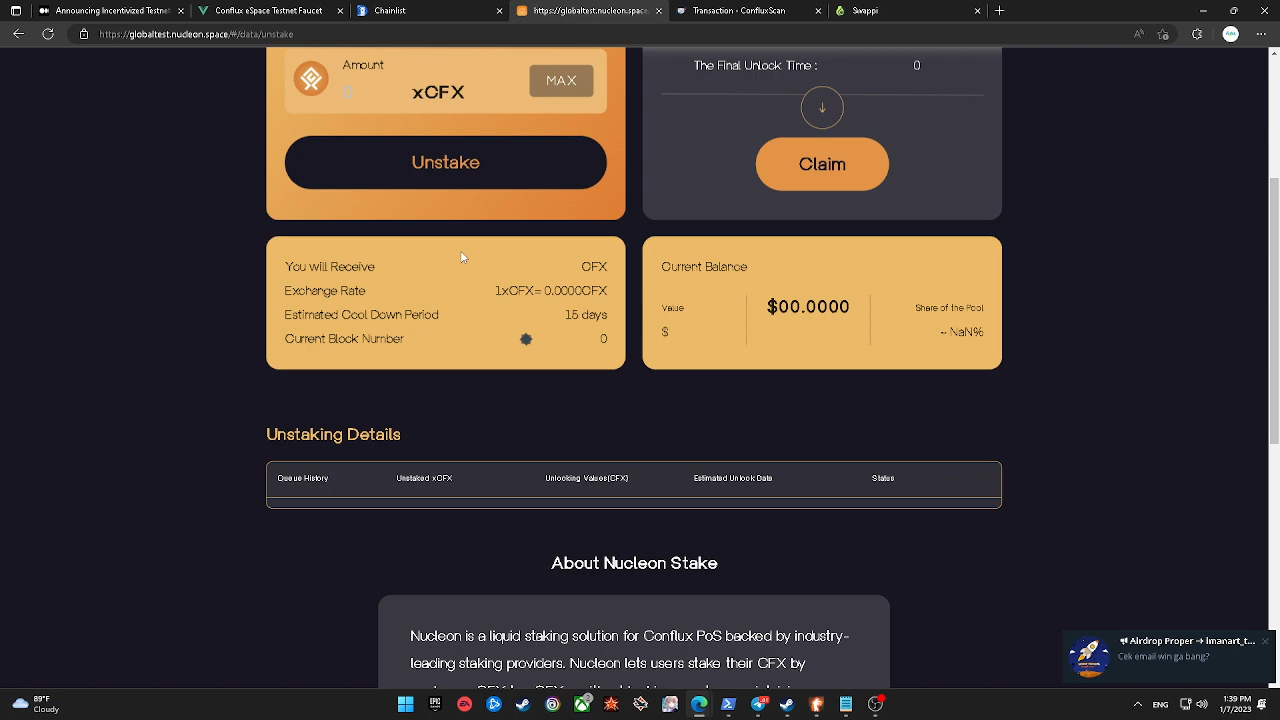 Announcing Incentivized Testnet
Conflux eSpace Testnet Faucet
Chainlist
https://globaltest.nucleon.space
Transaction - ConfluxScan
Swappi
https://globaltest.nucleon.space/#/data/unstake
Amount
0
xCFX
MAX
Unstake
The Final Unlock Time :
0
Claim
You will Receive
CFX
Exchange Rate
1xCFX= 0.0000CFX
Estimated Cool Down Period
15 days
Current Block Number
0
Current Balance
Value
$
$00.0000
Share of the Pool
~ NaN%
Unstaking Details
Queue History
Unstaked xCFX
Unlocking Values(CFX)
Estimated Unlock Data
Status
About Nucleon Stake
Nucleon is a liquid staking solution for Conflux PoS backed by industry-
leading staking providers. Nucleon lets users stake their CFX by
Airdrop Proper → imanart_t...
Cek email win ga bang?
89°F
Cloudy
ENG
1:39 PM
1/7/2023